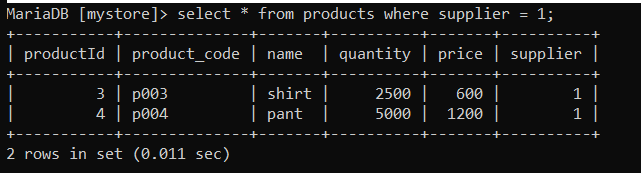 MariaDB [mystore]> select * from products where supplier = 1;
+-----------+--------------+-------+----------+-------+----------+
| productId | product_code | name  | quantity | price | supplier |
+-----------+--------------+-------+----------+-------+----------+
|         3 | p003         | shirt |     2500 |   600 |        1 |
|         4 | p004         | pant  |     5000 |  1200 |        1 |
+-----------+--------------+-------+----------+-------+----------+
2 rows in set (0.011 sec)